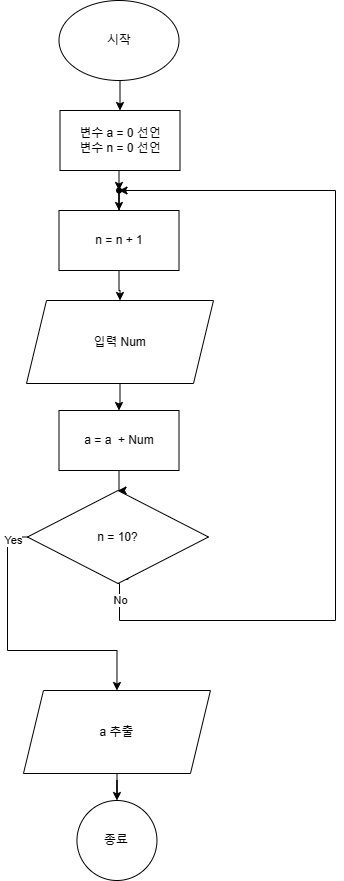 시작
변수 a = 0 선언
변수 n = 0 선언
n = n + 1
입력 Num
a = a + Num
n = 10?
Yes
No
a 추출
종료